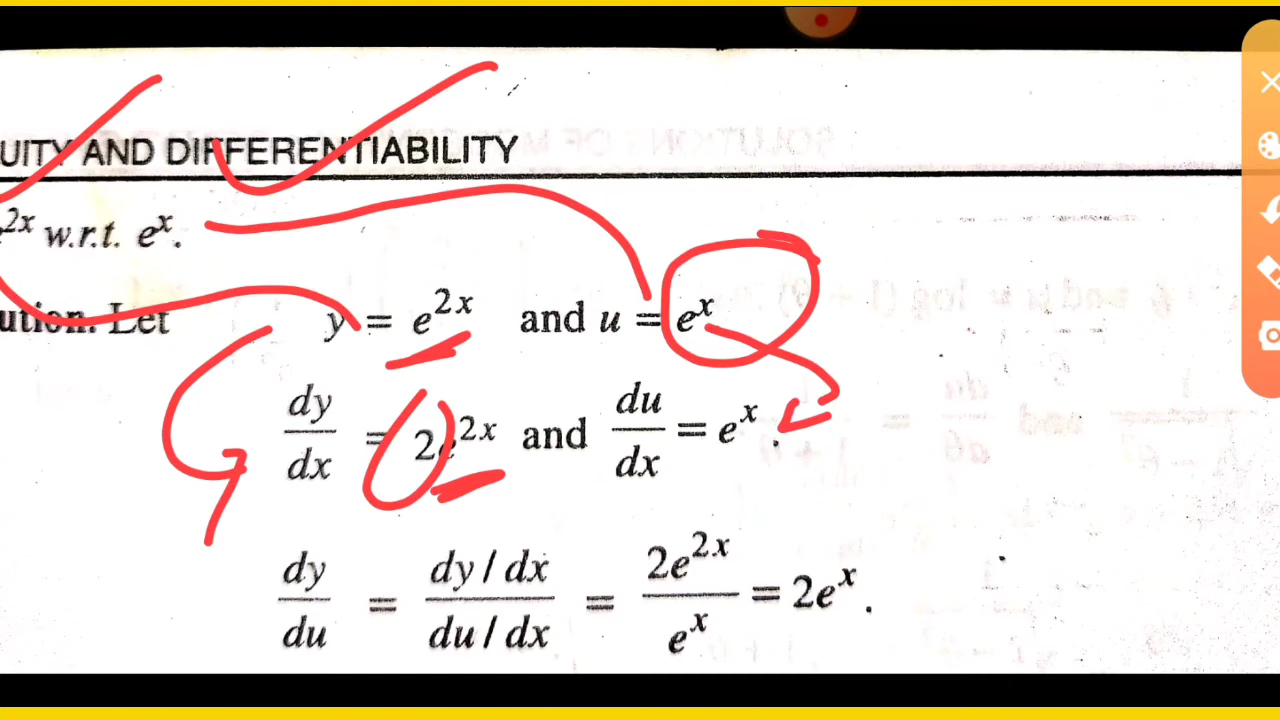 UITY AND DIFFERENTIABILITY
e^{2x} w.r.t. e^x.
ution. Let y = e^{2x} and u = e^x
dy/dx = 2e^{2x} and du/dx = e^x.
dy/du = (dy / dx)/(du / dx) = 2e^{2x}/e^x = 2e^x.